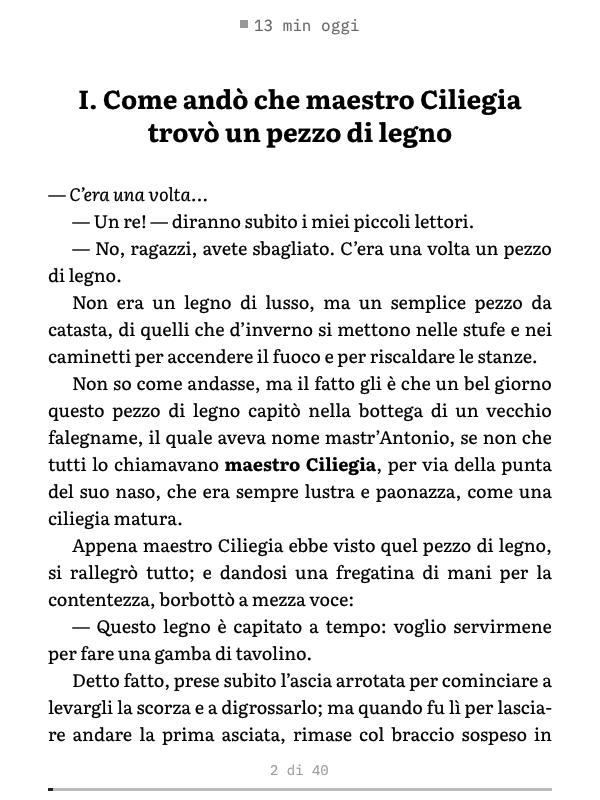 13 min oggi
I. Come andò che maestro Ciliegia
trovò un pezzo di legno
— C’era una volta…
— Un re! — diranno subito i miei piccoli lettori.
— No, ragazzi, avete sbagliato. C’era una volta un pezzo
di legno.
Non era un legno di lusso, ma un semplice pezzo da
catasta, di quelli che d’inverno si mettono nelle stufe e nei
caminetti per accendere il fuoco e per riscaldare le stanze.
Non so come andasse, ma il fatto gli è che un bel giorno
questo pezzo di legno capitò nella bottega di un vecchio
falegname, il quale aveva nome mastr’Antonio, se non che
tutti lo chiamavano maestro Ciliegia, per via della punta
del suo naso, che era sempre lustra e paonazza, come una
ciliegia matura.
Appena maestro Ciliegia ebbe visto quel pezzo di legno,
si rallegrò tutto; e dandosi una fregatina di mani per la
contentezza, borbottò a mezza voce:
— Questo legno è capitato a tempo: voglio servirmene
per fare una gamba di tavolino.
Detto fatto, prese subito l’ascia arrotata per cominciare a
levargli la scorza e a digrossarlo; ma quando fu lì per lascia-
re andare la prima asciata, rimase col braccio sospeso in
2 di 40